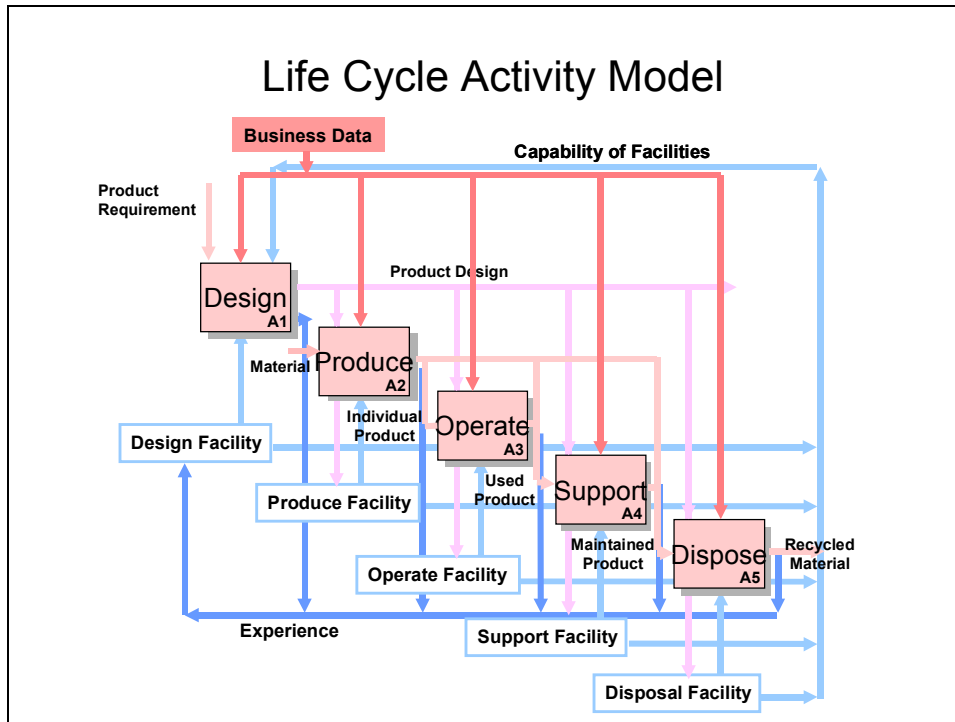 Life Cycle Activity Model
Business Data
Capability of Facilities
Product
Requirement
Product Design
Design
A1
Material
Produce
A2
Individual
Product
Operate
A3
Design Facility
Used
Product
Support
A4
Produce Facility
Maintained
Product
Dispose
A5
Recycled
Material
Operate Facility
Experience
Support Facility
Disposal Facility